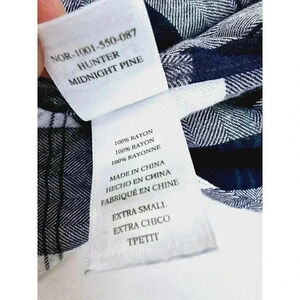 NOR-1001-550-087
HUNTER
MIDNIGHT PINE
100% RAYON
100% RAYON
100% RAYONNE
MADE IN CHINA
HECHO EN CHINA
FABRIQUÉ EN CHINE
EXTRA SMALL
EXTRA CHICO
TPETIT